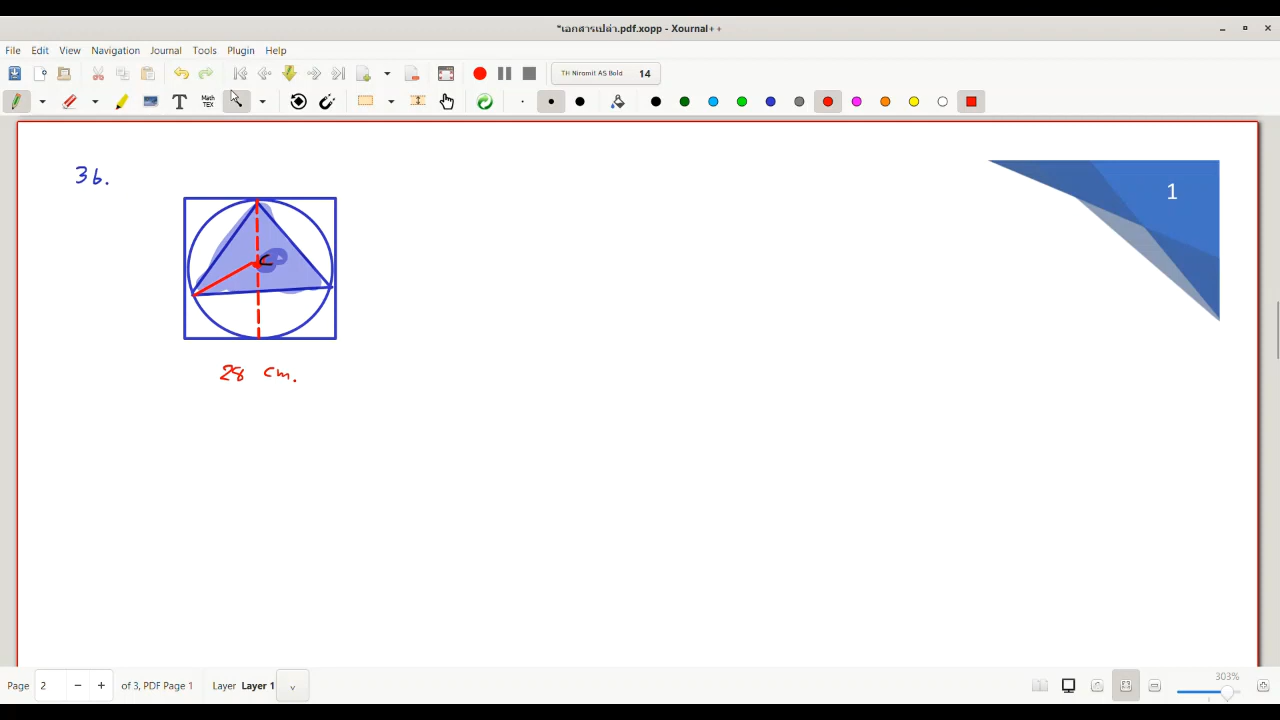 *เอกสารเปล่า.pdf.xopp - Xournal++
File Edit View Navigation Journal Tools Plugin Help
TH Niramit AS Bold 14
Math TEX
36.
1
C
28 cm.
303%
Page 2 of 3, PDF Page 1 Layer Layer 1